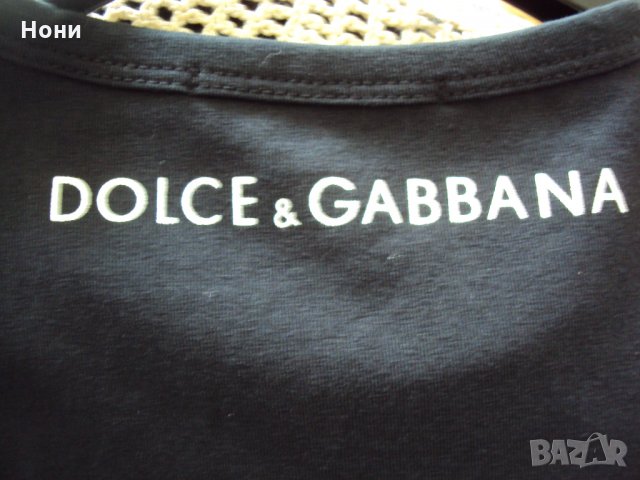 Нони
DOLCE & GABBANA
BAZAR